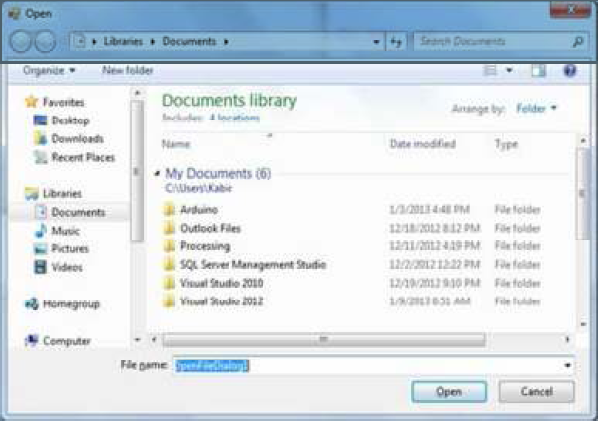 Open
Libraries Documents
Search Documents
Organize New folder
Favorites
Desktop
Downloads
Recent Places
Libraries
Documents
Music
Pictures
Videos
Homegroup
Computer
Documents library
Includes: 4 locations
Arrange by: Folder
Name Date modified Type
My Documents (6)
C:\Users\Kabir
Arduino 1/3/2013 4:48 PM File folder
Outlook Files 12/18/2012 8:12 PM File folder
Processing 12/11/2012 4:19 PM File folder
SQL Server Management Studio 12/2/2012 12:22 PM File folder
Visual Studio 2010 12/19/2012 9:10 PM File folder
Visual Studio 2012 1/9/2013 8:31 AM File folder
File name: OpenFileDialog1
Open Cancel